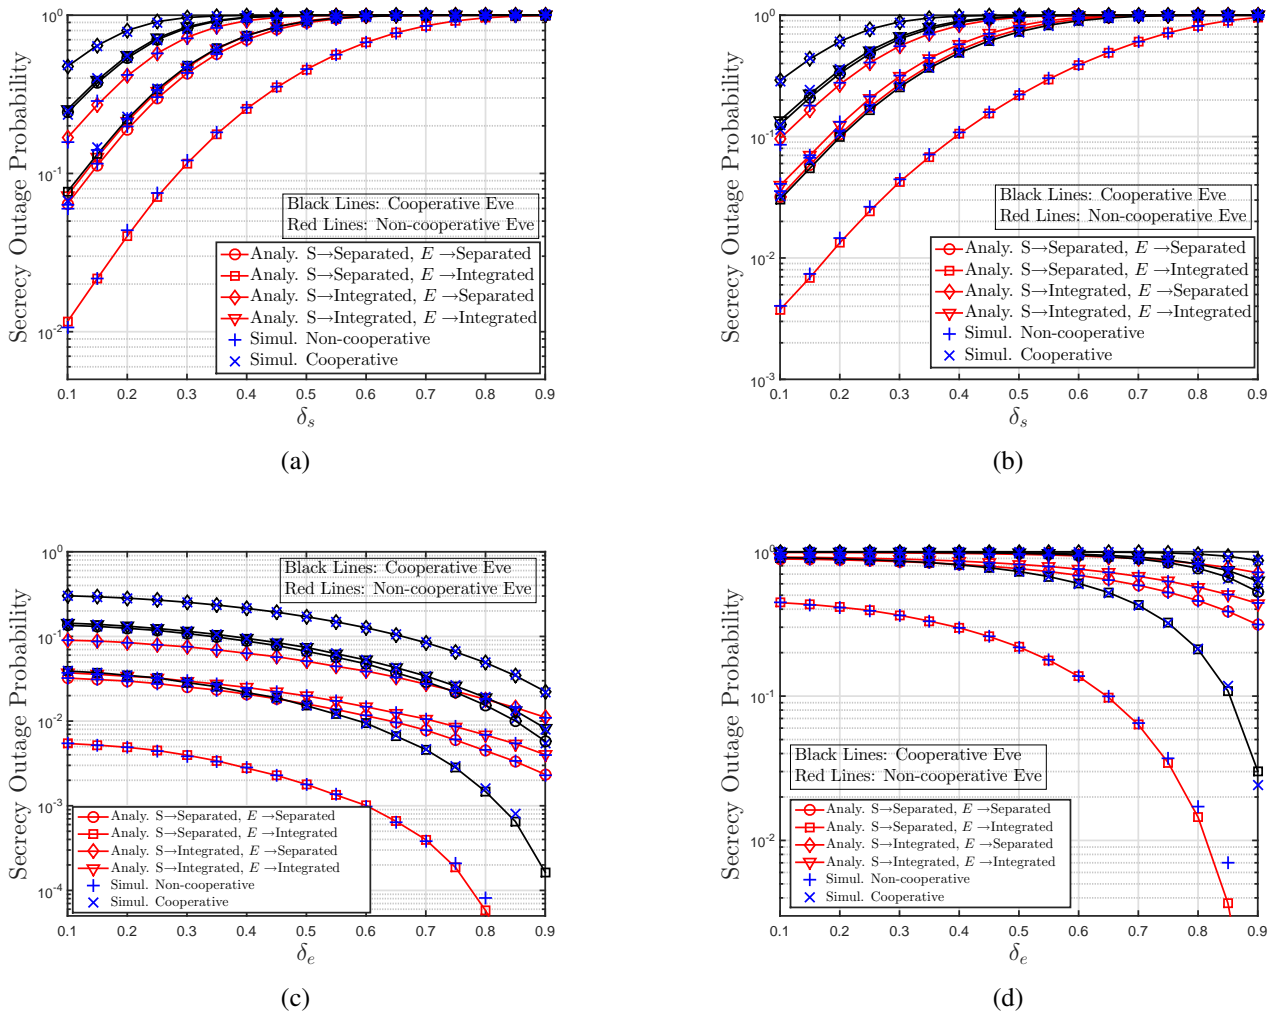 Secrecy Outage Probability
10^0
10^-1
10^-2
Black Lines: Cooperative Eve
Red Lines: Non-cooperative Eve
Analy. S→Separated, E →Separated
Analy. S→Separated, E →Integrated
Analy. S→Integrated, E →Separated
Analy. S→Integrated, E →Integrated
Simul. Non-cooperative
Simul. Cooperative
0.1 0.2 0.3 0.4 0.5 0.6 0.7 0.8 0.9
δ_s
(a)
Secrecy Outage Probability
10^0
10^-1
10^-2
10^-3
Black Lines: Cooperative Eve
Red Lines: Non-cooperative Eve
Analy. S→Separated, E →Separated
Analy. S→Separated, E →Integrated
Analy. S→Integrated, E →Separated
Analy. S→Integrated, E →Integrated
Simul. Non-cooperative
Simul. Cooperative
0.1 0.2 0.3 0.4 0.5 0.6 0.7 0.8 0.9
δ_s
(b)
Secrecy Outage Probability
10^0
10^-1
10^-2
10^-3
10^-4
Black Lines: Cooperative Eve
Red Lines: Non-cooperative Eve
Analy. S→Separated, E →Separated
Analy. S→Separated, E →Integrated
Analy. S→Integrated, E →Separated
Analy. S→Integrated, E →Integrated
Simul. Non-cooperative
Simul. Cooperative
0.1 0.2 0.3 0.4 0.5 0.6 0.7 0.8 0.9
δ_e
(c)
Secrecy Outage Probability
10^0
10^-1
10^-2
Black Lines: Cooperative Eve
Red Lines: Non-cooperative Eve
Analy. S→Separated, E →Separated
Analy. S→Separated, E →Integrated
Analy. S→Integrated, E →Separated
Analy. S→Integrated, E →Integrated
Simul. Non-cooperative
Simul. Cooperative
0.1 0.2 0.3 0.4 0.5 0.6 0.7 0.8 0.9
δ_e
(d)